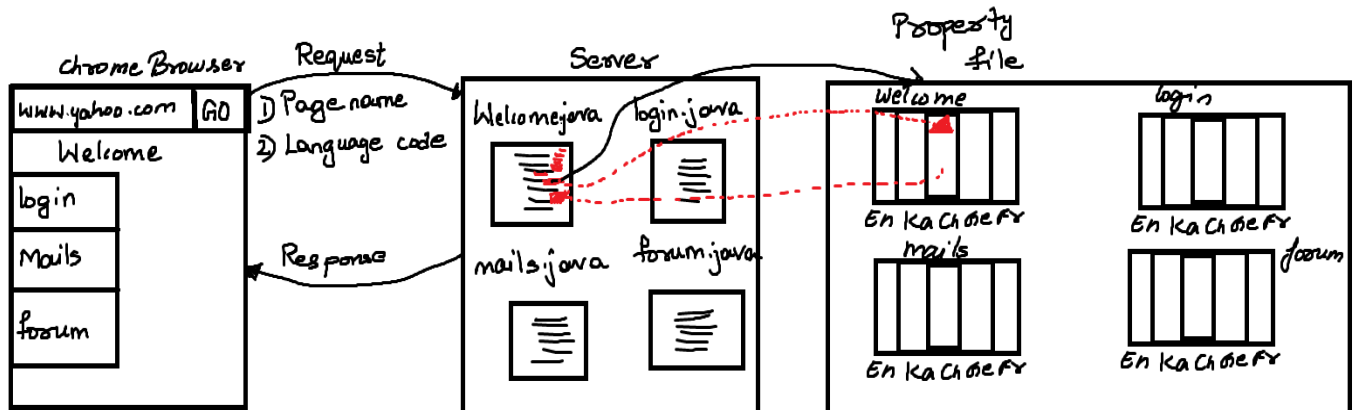 Property
file
Request
Server
Chrome Browser
www.yahoo.com GO
1) Page name
2) Language code
Welcome
login
Mails
forum
Response
Welcome.java
login.java
mails.java
forum.java
Welcome
login
En Ka Ch De Fr
En Ka Ch De Fr
mails
forum
En Ka Ch De Fr
En Ka Ch De Fr